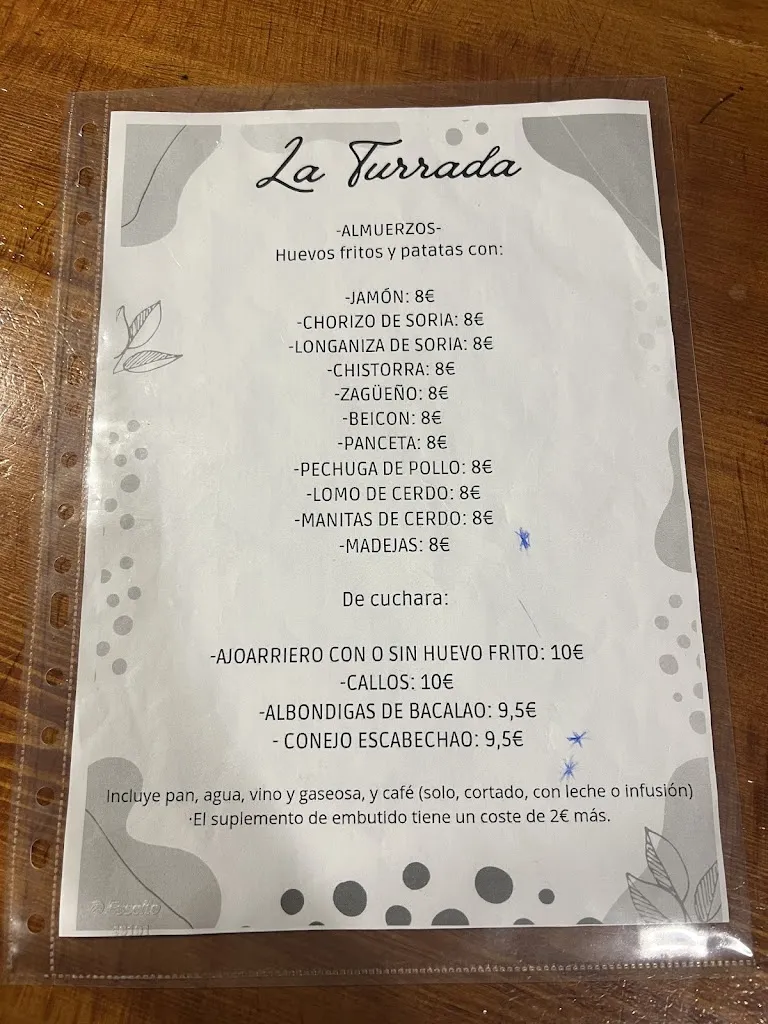 La Turrada
-ALMUERZOS-
Huevos fritos y patatas con:
-JAMÓN: 8€
-CHORIZO DE SORIA: 8€
-LONGANIZA DE SORIA: 8€
-CHISTORRA: 8€
-ZAGÜEÑO: 8€
-BEICON: 8€
-PANCETA: 8€
-PECHUGA DE POLLO: 8€
-LOMO DE CERDO: 8€
-MANITAS DE CERDO: 8€
-MADEJAS: 8€
De cuchara:
-AJOARRIERO CON O SIN HUEVO FRITO: 10€
-CALLOS: 10€
-ALBONDIGAS DE BACALAO: 9,5€
- CONEJO ESCABECHAO: 9,5€
Incluye pan, agua, vino y gaseosa, y café (solo, cortado, con leche o infusión)
·El suplemento de embutido tiene un coste de 2€ más.